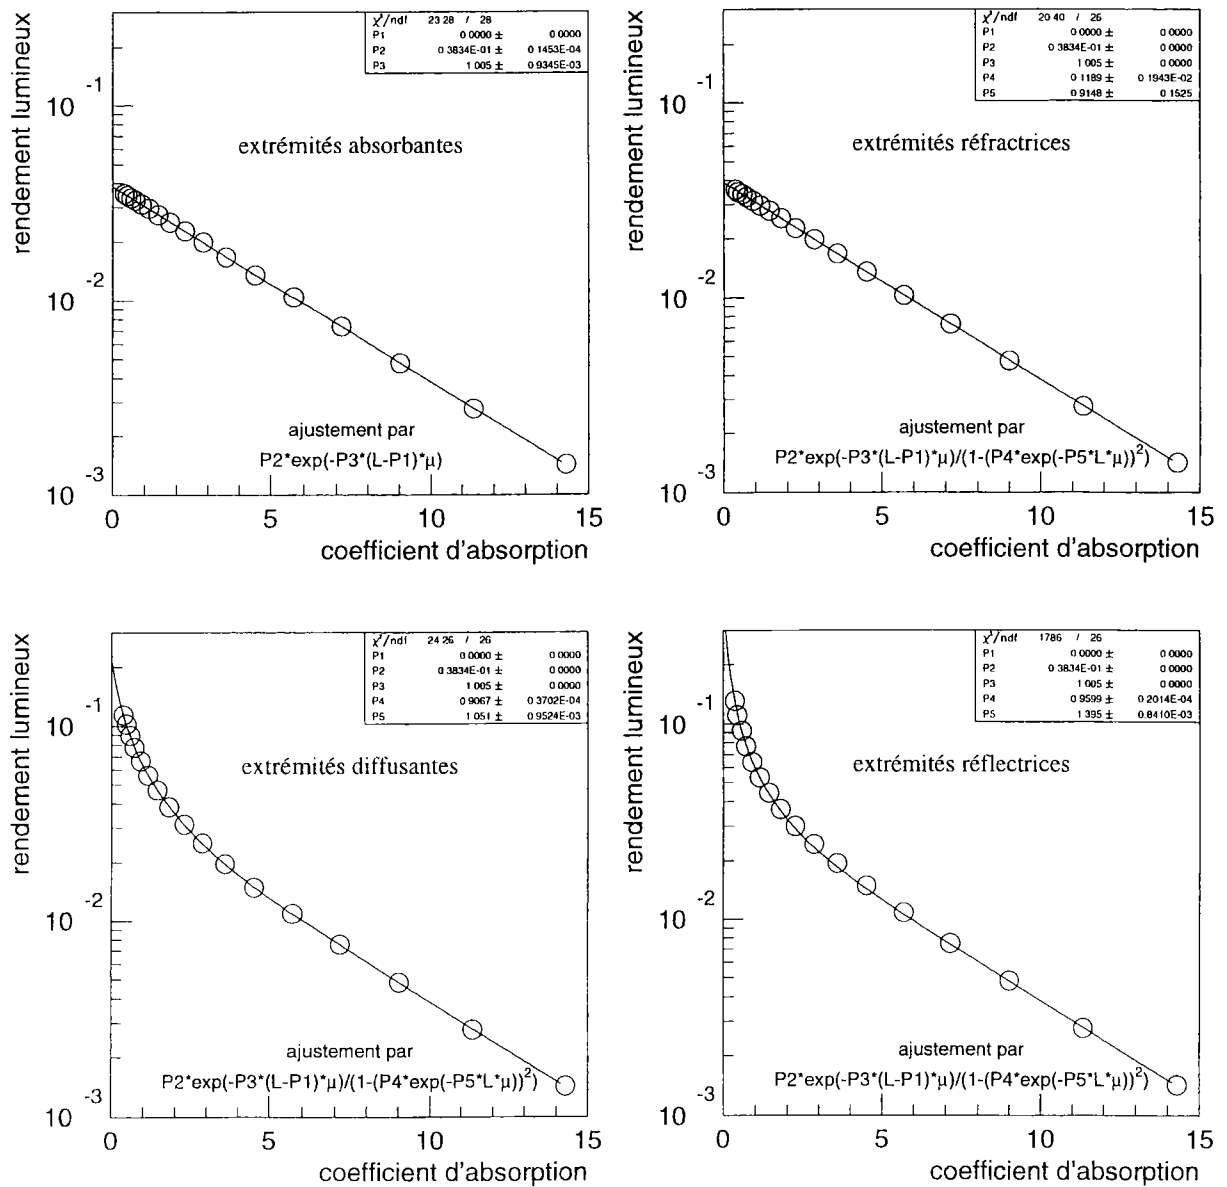 rendement lumineux
10 -1
10 -2
10 -3
0 5 10 15
coefficient d'absorption
χ²/ndf 23.28 / 28
P1 0.0000 ± 0.0000
P2 0.3834E-01 ± 0.1453E-04
P3 1.005 ± 0.9345E-03
extrémités absorbantes
ajustement par
P2*exp(-P3*(L-P1)*μ)
rendement lumineux
10 -1
10 -2
10 -3
0 5 10 15
coefficient d'absorption
χ²/ndf 20.40 / 26
P1 0.0000 ± 0.0000
P2 0.3834E-01 ± 0.0000
P3 1.005 ± 0.0000
P4 0.1189 ± 0.1943E-02
P5 0.9148 ± 0.1525
extrémités réfractrices
ajustement par
P2*exp(-P3*(L-P1)*μ)/(1-(P4*exp(-P5*L*μ))²)
rendement lumineux
10 -1
10 -2
10 -3
0 5 10 15
coefficient d'absorption
χ²/ndf 24.26 / 26
P1 0.0000 ± 0.0000
P2 0.3834E-01 ± 0.0000
P3 1.005 ± 0.0000
P4 0.9067 ± 0.3702E-04
P5 1.051 ± 0.9524E-03
extrémités diffusantes
ajustement par
P2*exp(-P3*(L-P1)*μ)/(1-(P4*exp(-P5*L*μ))²)
rendement lumineux
10 -1
10 -2
10 -3
0 5 10 15
coefficient d'absorption
χ²/ndf 1786 / 26
P1 0.0000 ± 0.0000
P2 0.3834E-01 ± 0.0000
P3 1.005 ± 0.0000
P4 0.9599 ± 0.2014E-04
P5 1.395 ± 0.8410E-03
extrémités réflectrices
ajustement par
P2*exp(-P3*(L-P1)*μ)/(1-(P4*exp(-P5*L*μ))²)